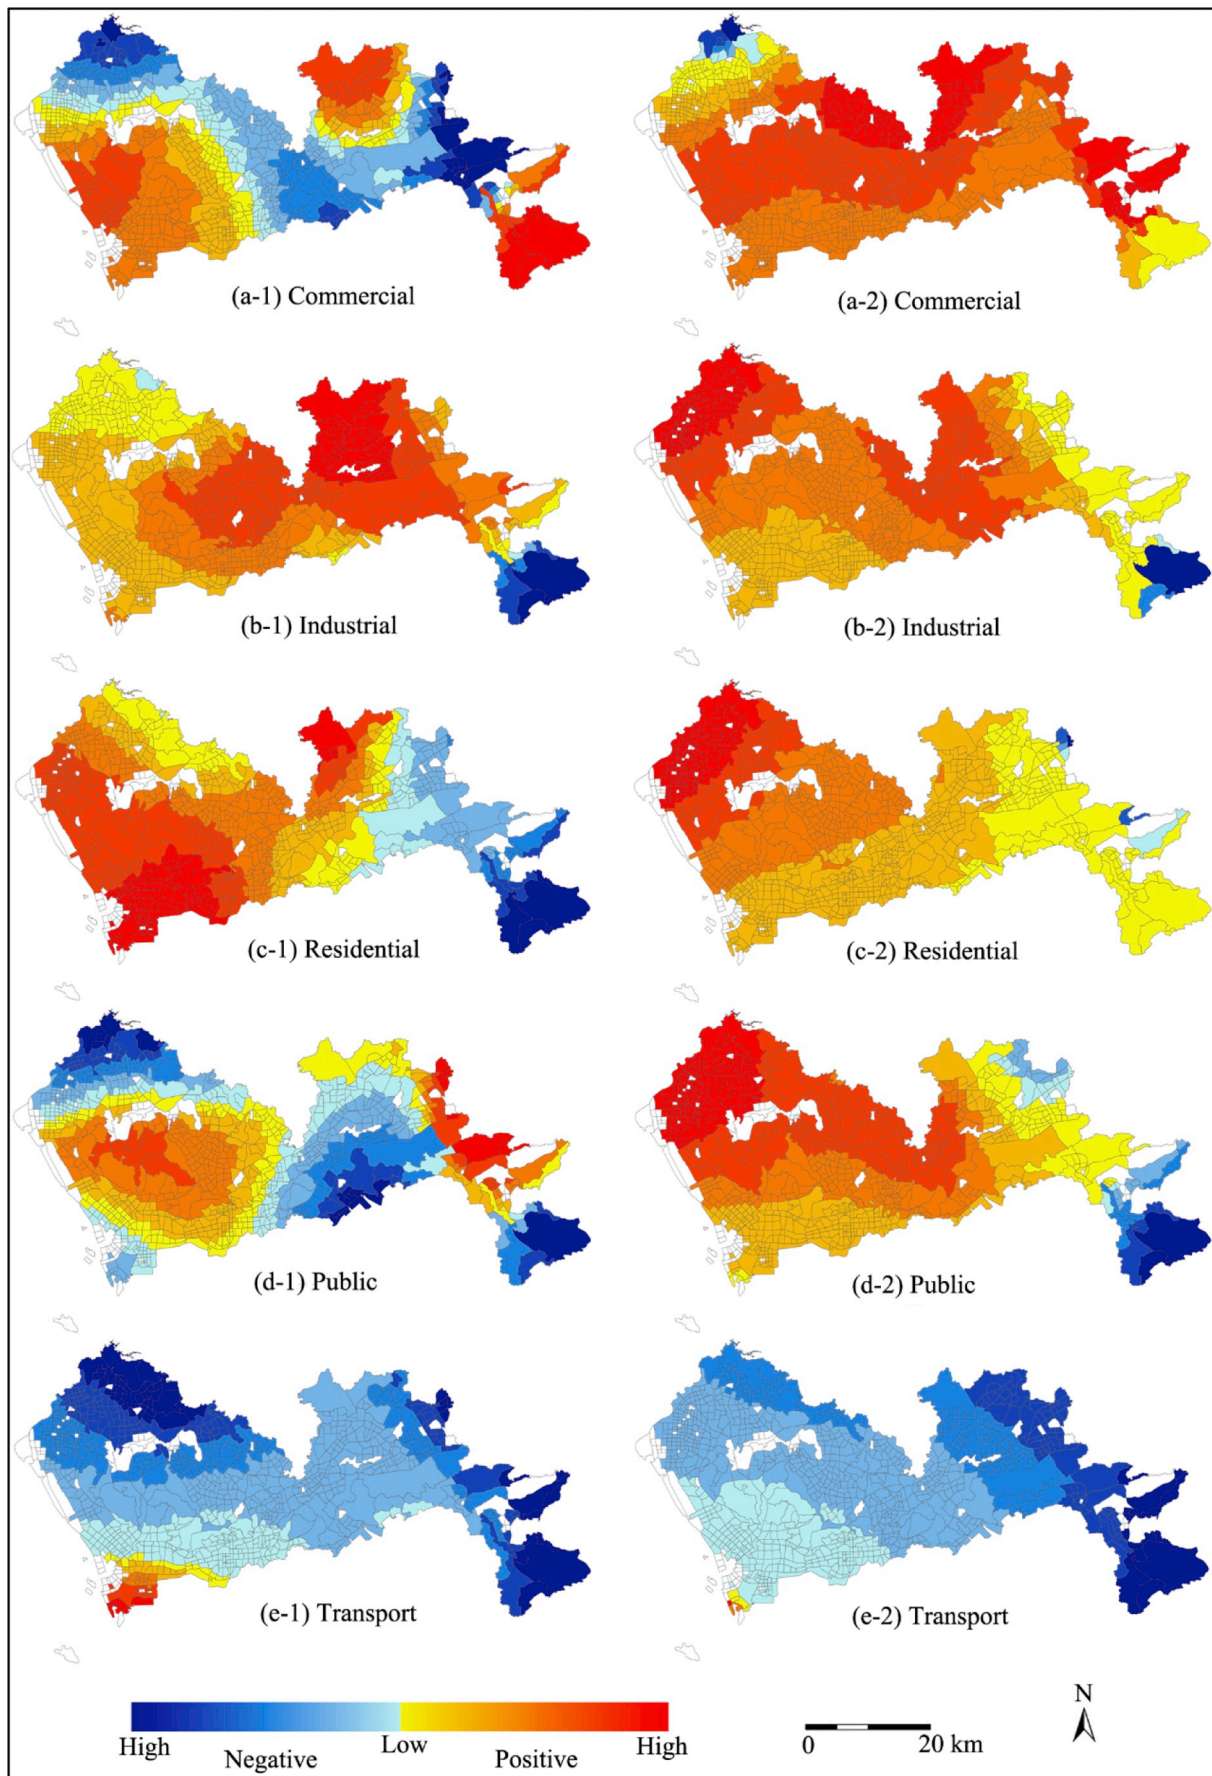 (a-1) Commercial
(a-2) Commercial
(b-1) Industrial
(b-2) Industrial
(c-1) Residential
(c-2) Residential
(d-1) Public
(d-2) Public
(e-1) Transport
(e-2) Transport
High Negative Low Positive High
0 20 km
N